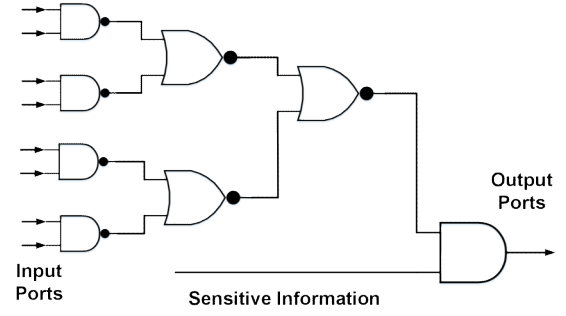 Output
Ports
Input
Ports
Sensitive Information